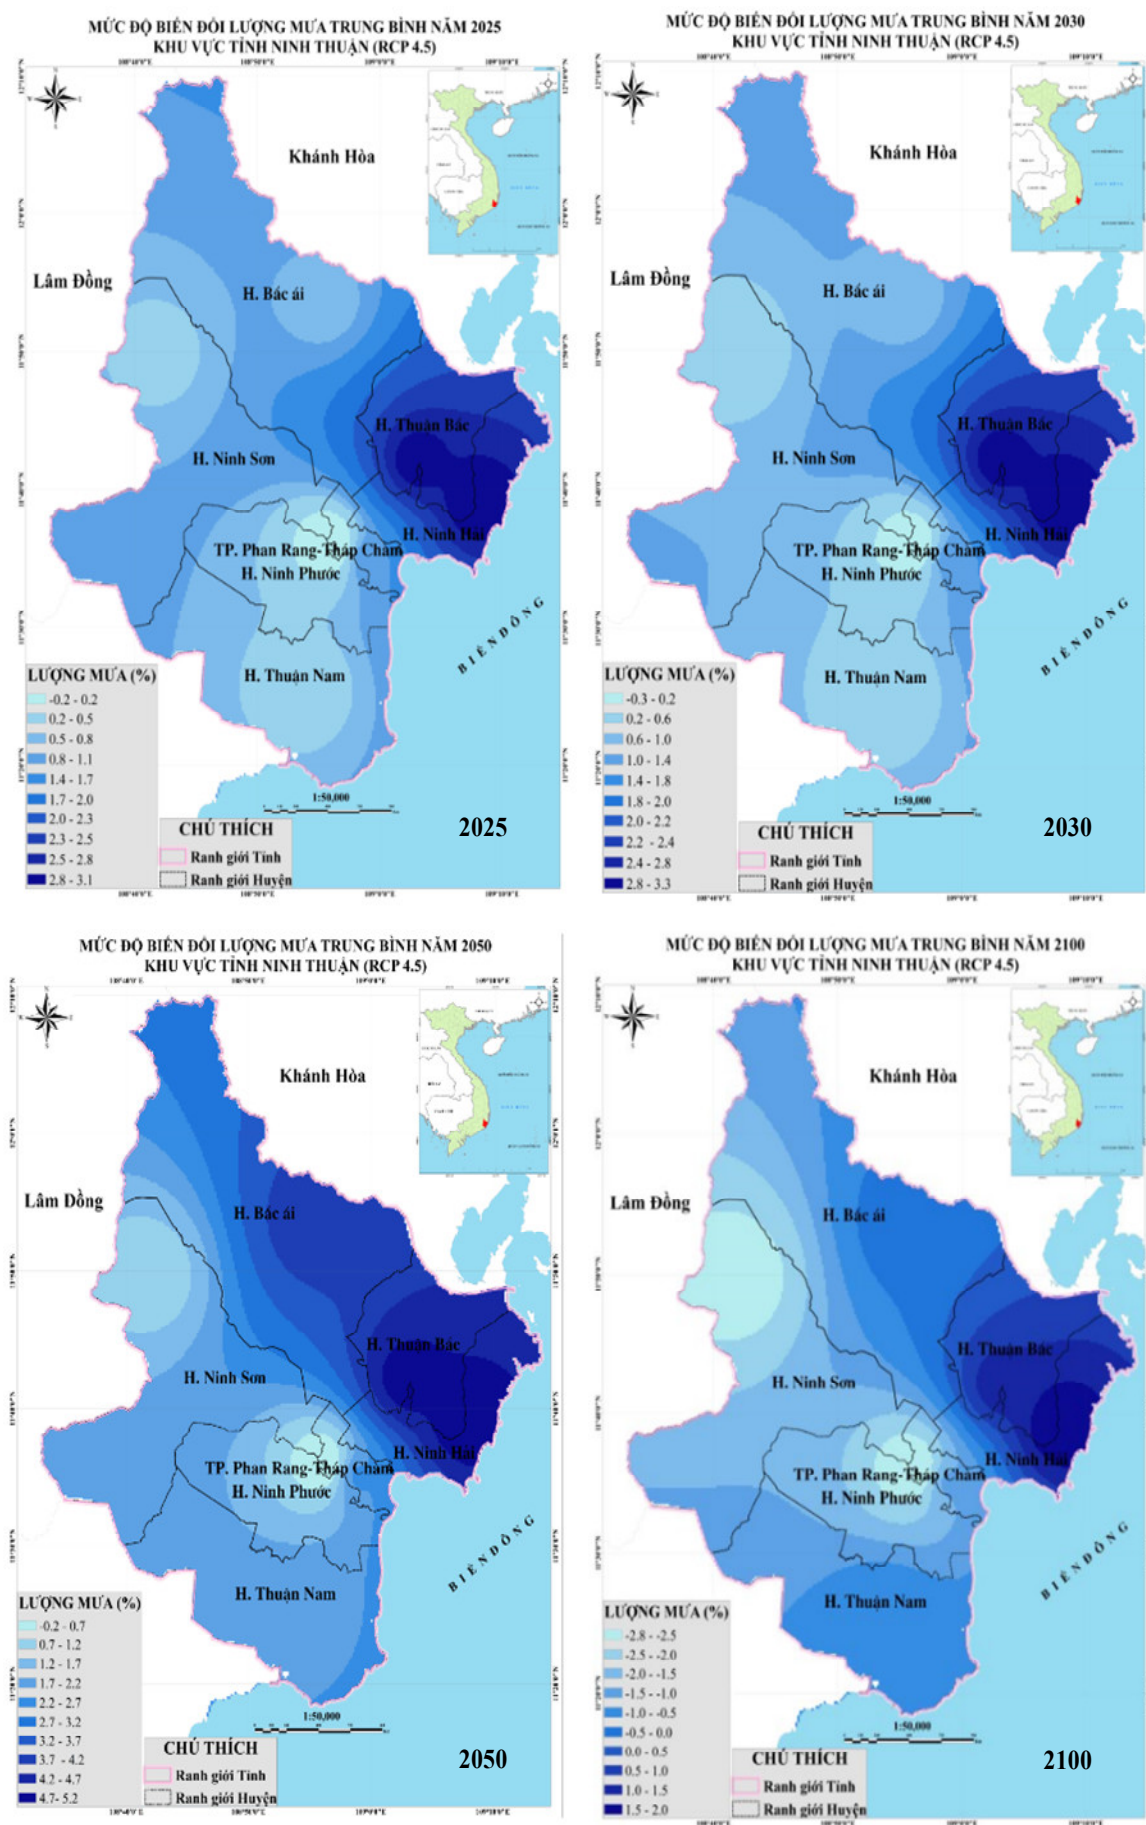 MỨC ĐỘ BIẾN ĐỔI LƯỢNG MƯA TRUNG BÌNH NĂM 2025
KHU VỰC TỈNH NINH THUẬN (RCP 4.5)
Khánh Hòa
Lâm Đồng
H. Bác ái
H. Thuận Bắc
H. Ninh Sơn
H. Ninh Hải
TP. Phan Rang-Tháp Chàm
H. Ninh Phước
BIỂN ĐÔNG
H. Thuận Nam
LƯỢNG MƯA (%)
-0.2 - 0.2
0.2 - 0.5
0.5 - 0.8
0.8 - 1.1
1.4 - 1.7
1.7 - 2.0
2.0 - 2.3
2.3 - 2.5
2.5 - 2.8
2.8 - 3.1
1:50,000
CHÚ THÍCH
Ranh giới Tỉnh
Ranh giới Huyện
2025
MỨC ĐỘ BIẾN ĐỔI LƯỢNG MƯA TRUNG BÌNH NĂM 2030
KHU VỰC TỈNH NINH THUẬN (RCP 4.5)
Khánh Hòa
Lâm Đồng
H. Bác ái
H. Thuận Bắc
H. Ninh Sơn
H. Ninh Hải
TP. Phan Rang-Tháp Chàm
H. Ninh Phước
BIỂN ĐÔNG
H. Thuận Nam
LƯỢNG MƯA (%)
-0.3 - 0.2
0.2 - 0.6
0.6 - 1.0
1.0 - 1.4
1.4 - 1.8
1.8 - 2.0
2.0 - 2.2
2.2 - 2.4
2.4 - 2.8
2.8 - 3.3
1:50,000
CHÚ THÍCH
Ranh giới Tỉnh
Ranh giới Huyện
2030
MỨC ĐỘ BIẾN ĐỔI LƯỢNG MƯA TRUNG BÌNH NĂM 2050
KHU VỰC TỈNH NINH THUẬN (RCP 4.5)
Khánh Hòa
Lâm Đồng
H. Bác ái
H. Thuận Bắc
H. Ninh Sơn
H. Ninh Hải
TP. Phan Rang-Tháp Chàm
H. Ninh Phước
BIỂN ĐÔNG
H. Thuận Nam
LƯỢNG MƯA (%)
-0.2 - 0.7
0.7 - 1.2
1.2 - 1.7
1.7 - 2.2
2.2 - 2.7
2.7 - 3.2
3.2 - 3.7
3.7 - 4.2
4.2 - 4.7
4.7- 5.2
1:50,000
CHÚ THÍCH
Ranh giới Tỉnh
Ranh giới Huyện
2050
MỨC ĐỘ BIẾN ĐỔI LƯỢNG MƯA TRUNG BÌNH NĂM 2100
KHU VỰC TỈNH NINH THUẬN (RCP 4.5)
Khánh Hòa
Lâm Đồng
H. Bác ái
H. Thuận Bắc
H. Ninh Sơn
H. Ninh Hải
TP. Phan Rang-Tháp Chàm
H. Ninh Phước
BIỂN ĐÔNG
H. Thuận Nam
LƯỢNG MƯA (%)
-2.8 - -2.5
-2.5 - -2.0
-2.0 - -1.5
-1.5 - -1.0
-1.0 - -0.5
-0.5 - 0.0
0.0 - 0.5
0.5 - 1.0
1.0 - 1.5
1.5 - 2.0
1:50,000
CHÚ THÍCH
Ranh giới Tỉnh
Ranh giới Huyện
2100